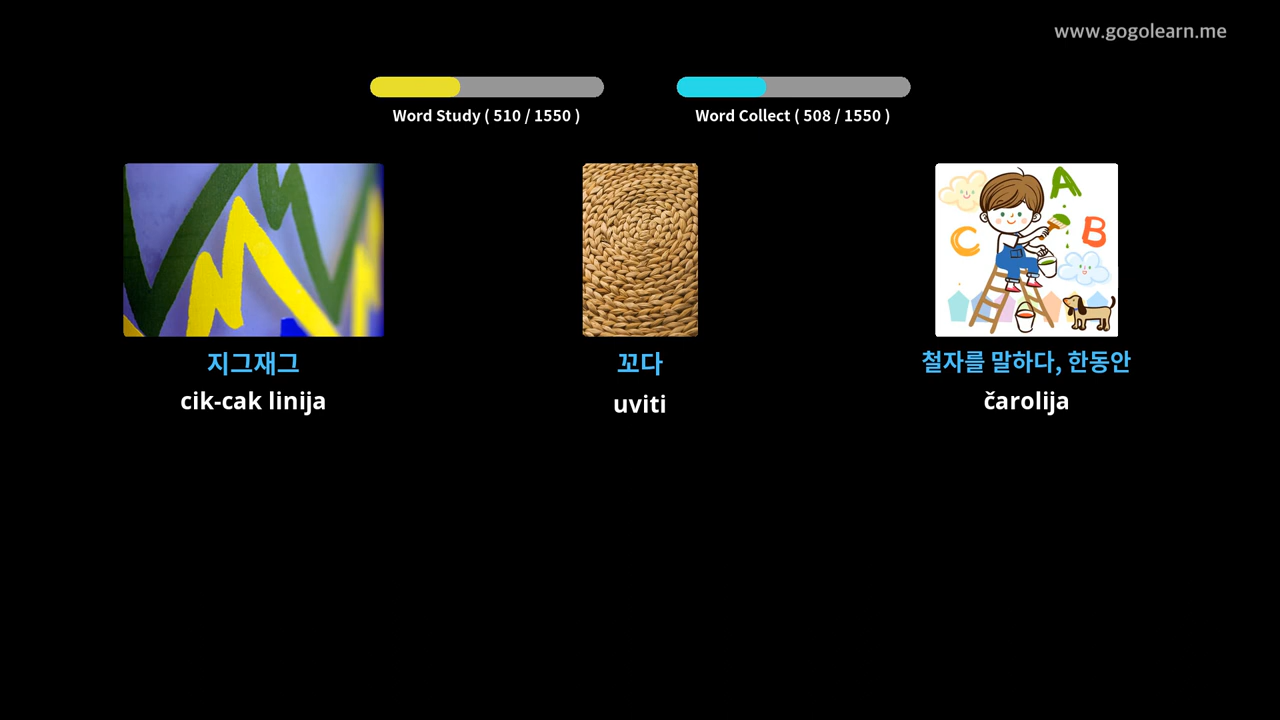 www.gogolearn.me
Word Study ( 510 / 1550 )
Word Collect ( 508 / 1550 )
지그재그
cik-cak linija
꼬다
uviti
철자를 말하다, 한동안
čarolija
A
B
C